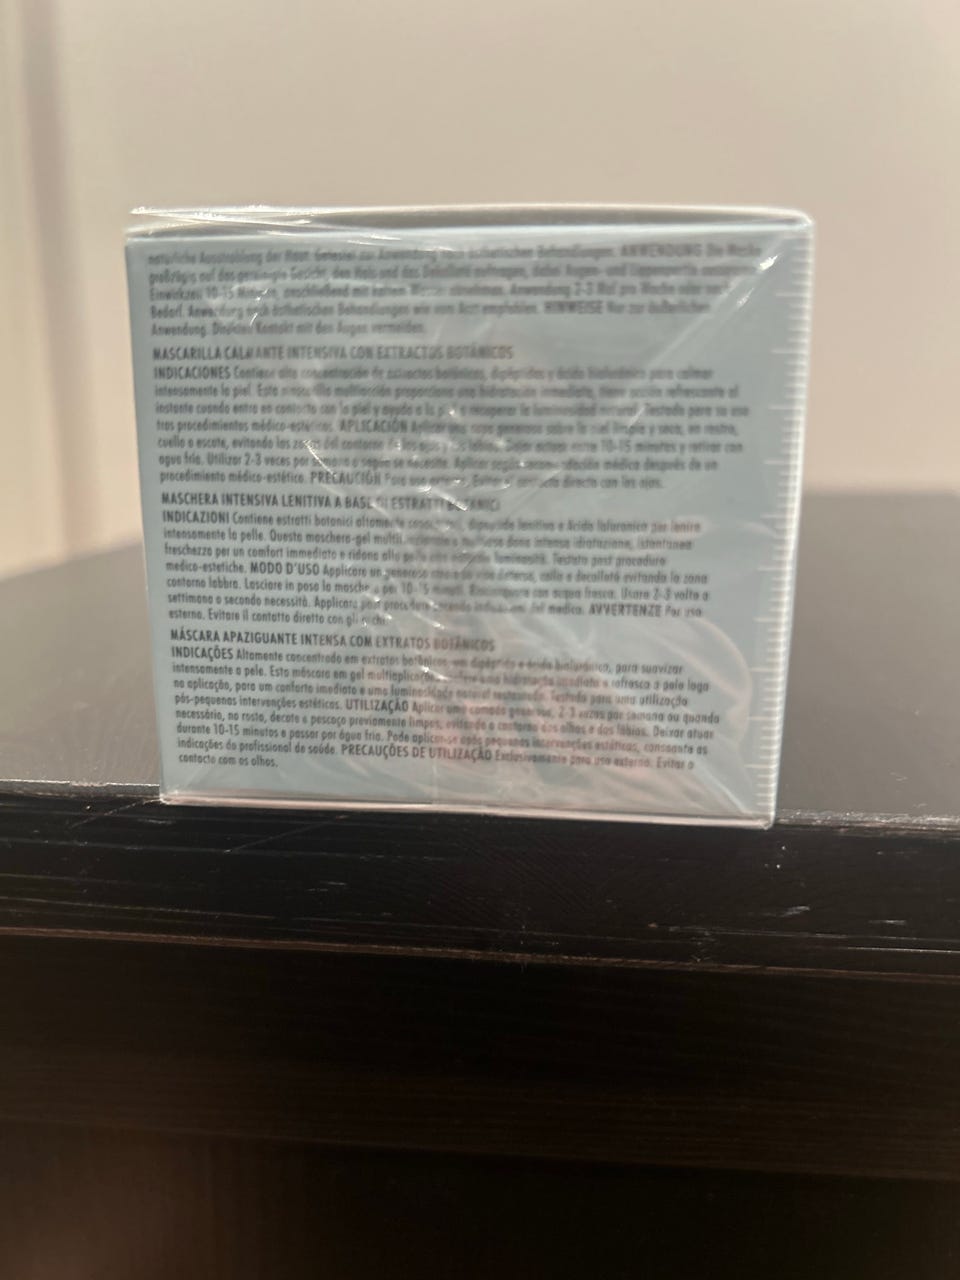 natürliche Ausstrahlung der Haut. Getestet zur Anwendung nach ästhetischen Behandlungen. ANWENDUNG Die Maske
großzügig auf das gereinigte Gesicht, den Hals und das Dekolleté auftragen, dabei Augen- und Lippenpartie
Einwirkzeit 10-15 Minuten, anschließend mit kaltem Wasser abnehmen. Anwendung 2-3 Mal pro Woche oder nach
Bedarf. Anwendung nach ästhetischen Behandlungen wie vom Arzt empfohlen. HINWEISE Nur zur äußerlichen
Anwendung. Direkten Kontakt mit den Augen vermeiden.
MASCARILLA CALMANTE INTENSIVA CON EXTRACTOS BOTÁNICOS
INDICACIONES Contiene alta concentración de extractos botánicos, dipéptidos y ácido hialurónico para calmar
intensamente la piel. Esta mascarilla multiacción proporciona una hidratación inmediata, tiene acción refrescante al
instante cuando entra en contacto con la piel y ayuda a la piel a recuperar la luminosidad natural. Testado para su uso
tras procedimientos médico-estéticos. APLICACIÓN Aplicar una capa generosa sobre la piel limpia y seca, en rostro,
cuello o escote, evitando las zonas del contorno de los ojos y los labios. Dejar actuar entre 10-15 minutos y retirar con
agua fría. Utilizar 2-3 veces por semana o según se necesite. Aplicar según recomendación médica después de un
procedimiento médico-estético. PRECAUCIÓN Para uso externo. Evitar el contacto directo con los ojos.
MASCHERA INTENSIVA LENITIVA A BASE DI ESTRATTI BOTANICI
INDICAZIONI Contiene estratti botanici altamente dipeptide lenitivo e Acido Ialuronico per lenire
intensamente la pelle. Questa maschera-gel dona intensa idratazione, istantanea
freschezza per un comfort immediato e ridona alla pelle luminosità. Testato post procedure
medico-estetiche. MODO D'USO Applicare un generoso su viso deterso, collo e decolleté evitando la zona
contorno labbra. Lasciare in posa la maschera per 10-15 minuti. Risciacquare con acqua fresca. Usare 2-3 volte a
settimana o secondo necessità. Applicare post procedure secondo indicazioni del medico. AVVERTENZE Per uso
esterno. Evitare il contatto diretto con gli occhi.
MÁSCARA APAZIGUANTE INTENSA COM EXTRATOS BOTÂNICOS
INDICAÇÕES Altamente concentrado em extratos botânicos, um dipéptido e ácido hialurónico, para suavizar
intensamente a pele. Esta máscara em gel multiaplicação confere uma hidratação imediata e refresca a pele logo
na aplicação, para um conforto imediato e uma luminosidade natural restaurada. Testado para uma utilização
pós-pequenas intervenções estéticas. UTILIZAÇÃO Aplicar uma camada generosa, 2-3 vezes por semana ou quando
necessário, no rosto, decote e pescoço previamente limpos, evitando o contorno dos olhos e dos lábios. Deixar atuar
durante 10-15 minutos e passar por água fria. Pode aplicar-se após pequenas intervenções estéticas, consoante as
indicações do profissional de saúde. PRECAUÇÕES DE UTILIZAÇÃO Exclusivamente para uso externo. Evitar o
contacto com os olhos.